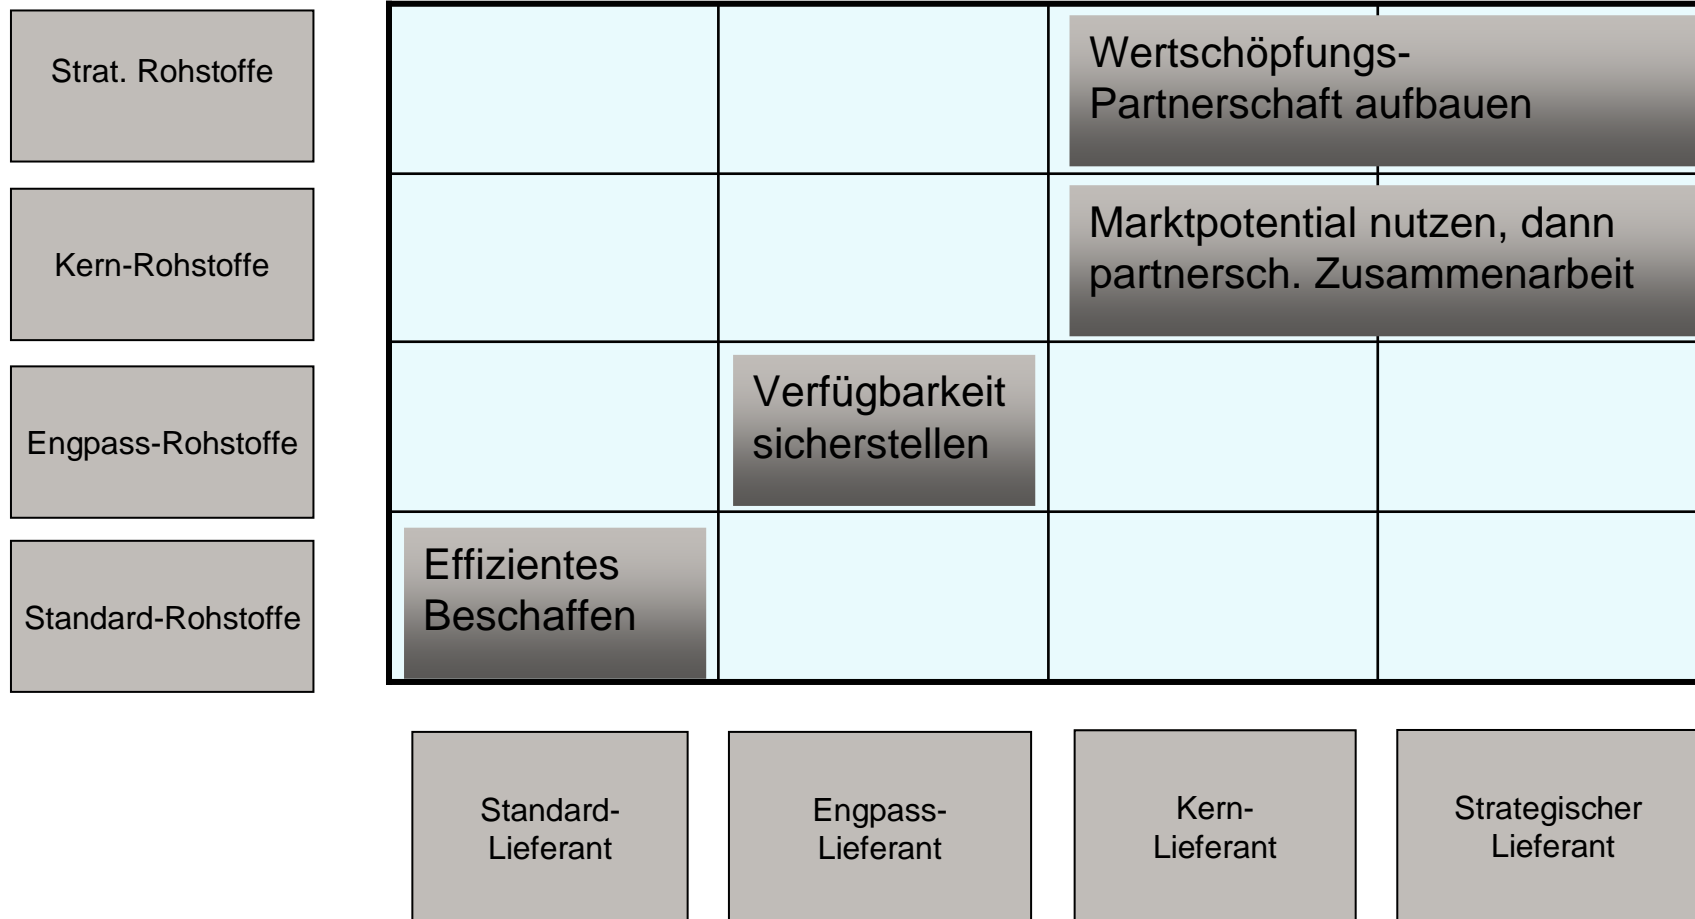 Strat. Rohstoffe
Wertschöpfungs-
Partnerschaft aufbauen
Kern-Rohstoffe
Marktpotential nutzen, dann
partnersch. Zusammenarbeit
Engpass-Rohstoffe
Verfügbarkeit
sicherstellen
Standard-Rohstoffe
Effizientes
Beschaffen
Standard-
Lieferant
Engpass-
Lieferant
Kern-
Lieferant
Strategischer
Lieferant